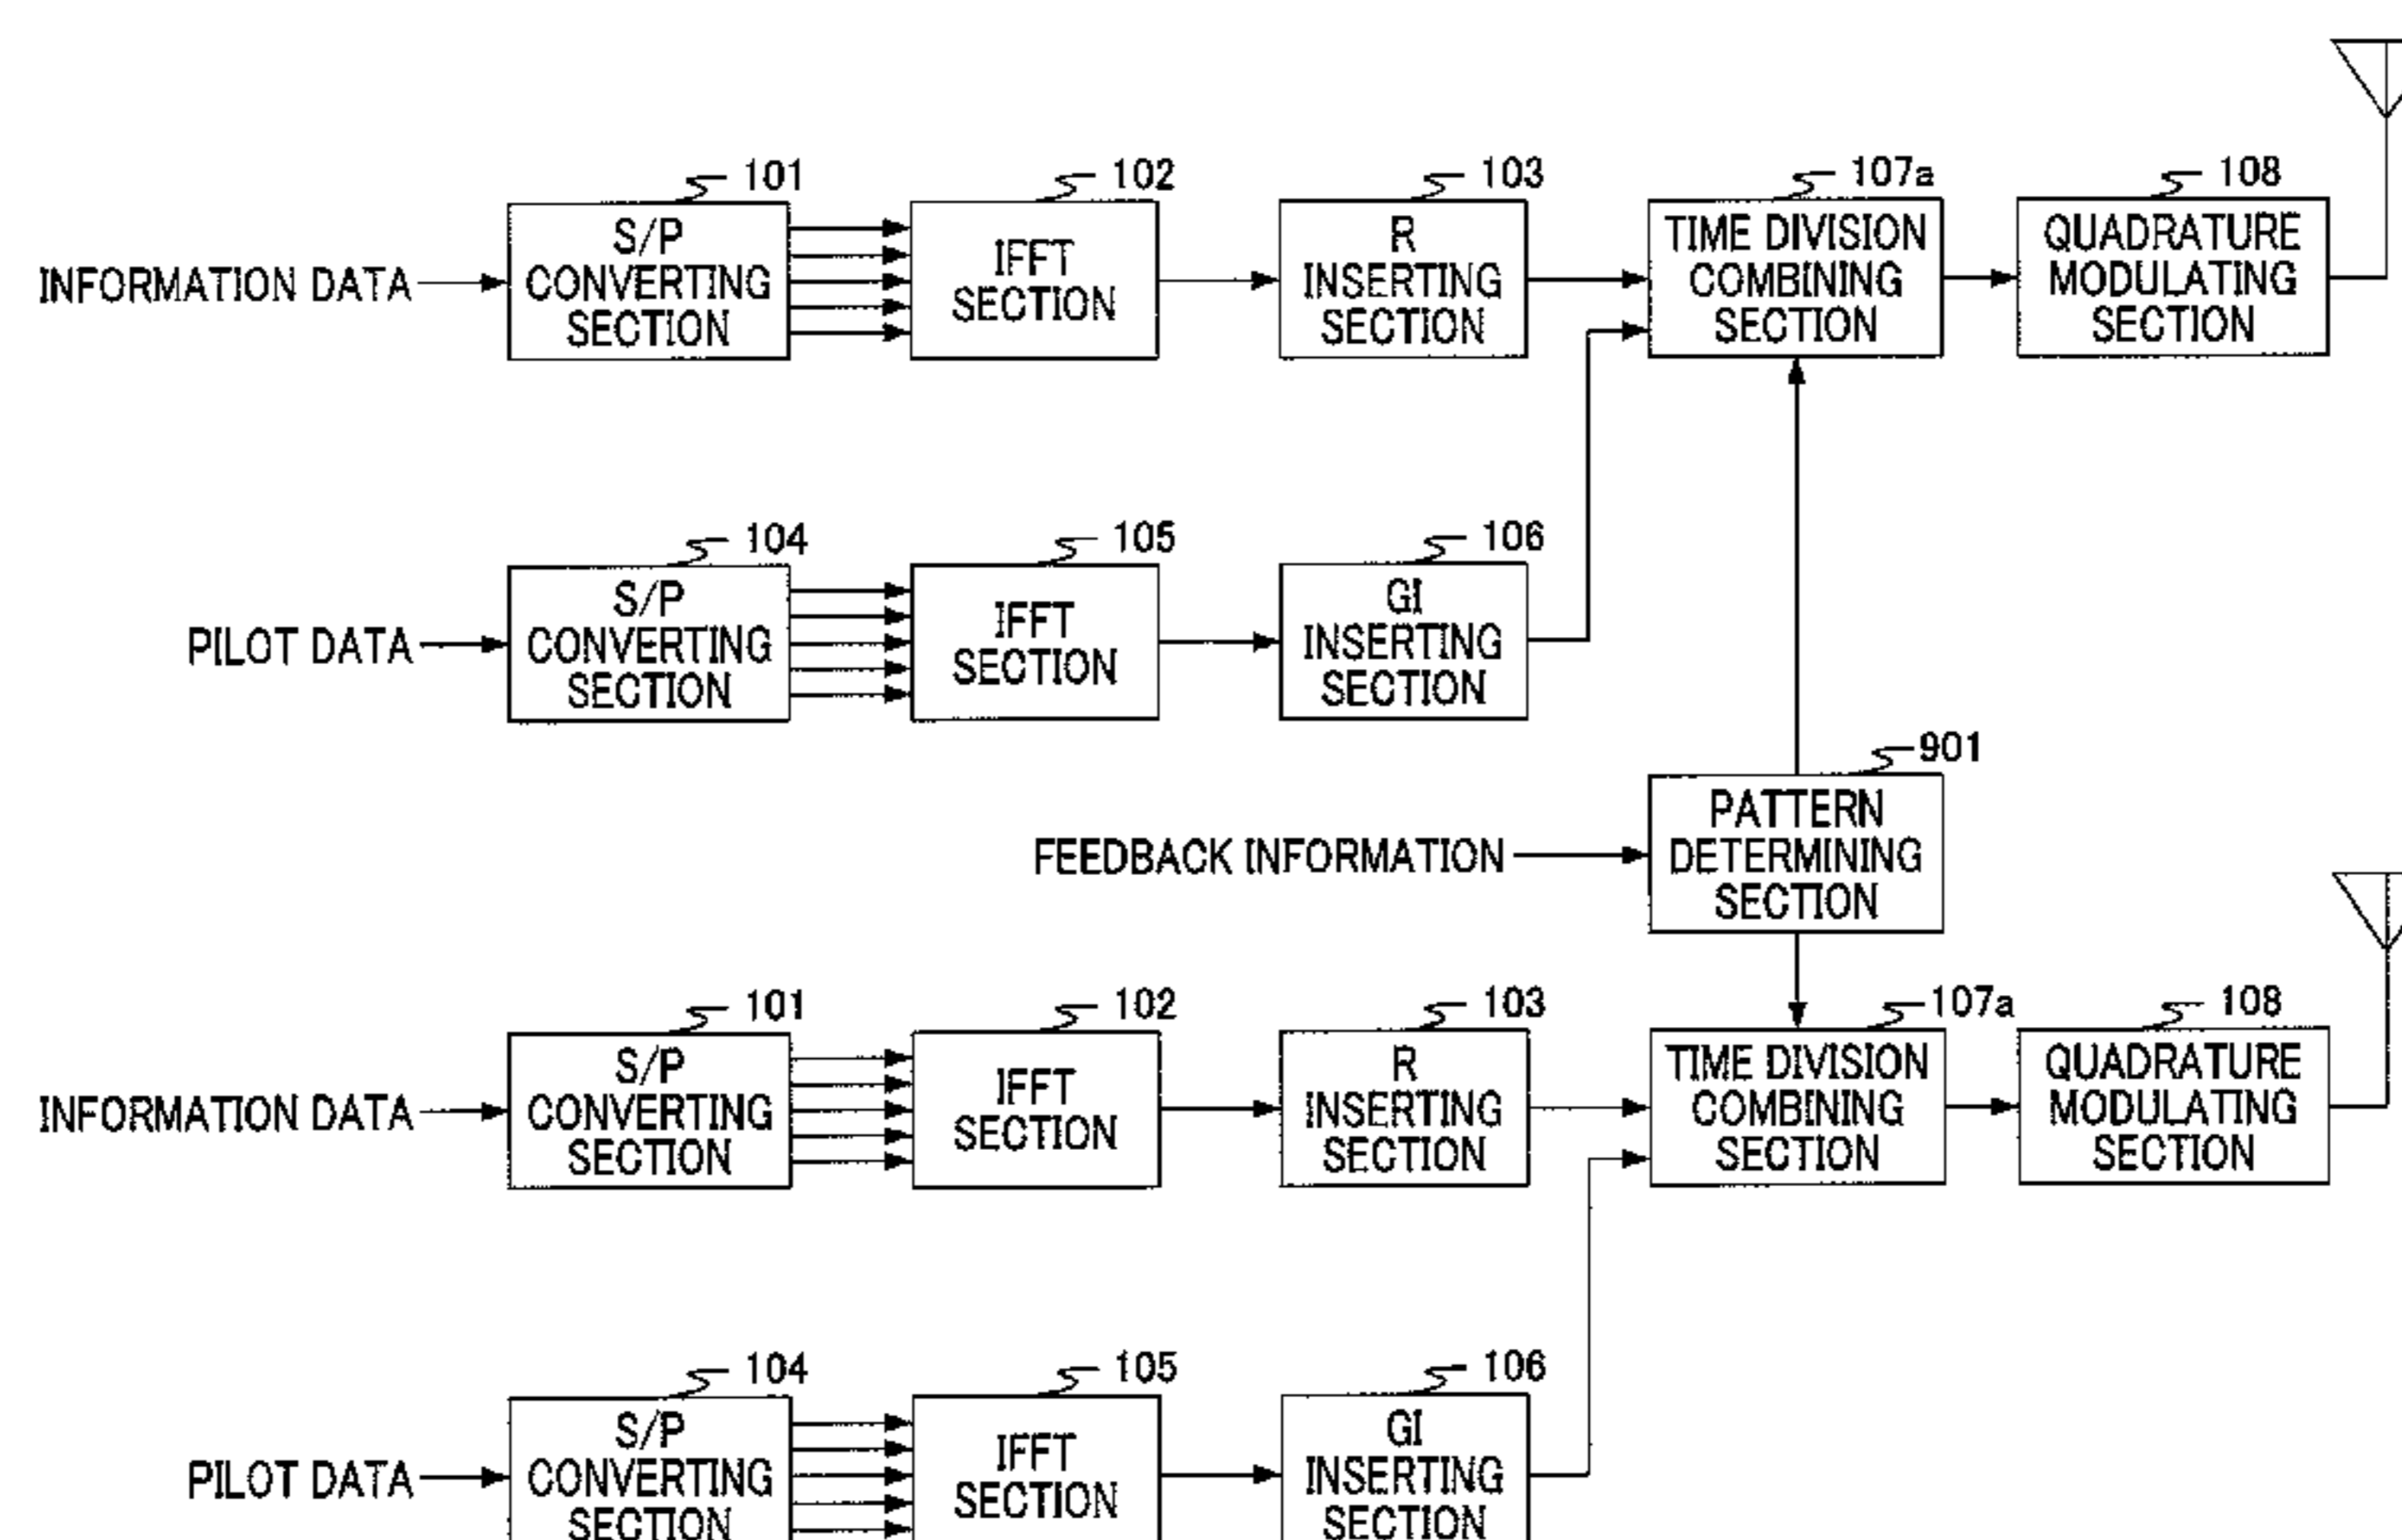 101
102
103
107a
108
INFORMATION DATA
S/P
CONVERTING
SECTION
IFFT
SECTION
R
INSERTING
SECTION
TIME DIVISION
COMBINING
SECTION
QUADRATURE
MODULATING
SECTION
104
105
106
PILOT DATA
S/P
CONVERTING
SECTION
IFFT
SECTION
GI
INSERTING
SECTION
901
FEEDBACK INFORMATION
PATTERN
DETERMINING
SECTION
101
102
103
107a
108
INFORMATION DATA
S/P
CONVERTING
SECTION
IFFT
SECTION
R
INSERTING
SECTION
TIME DIVISION
COMBINING
SECTION
QUADRATURE
MODULATING
SECTION
104
105
106
PILOT DATA
S/P
CONVERTING
SECTION
IFFT
SECTION
GI
INSERTING
SECTION